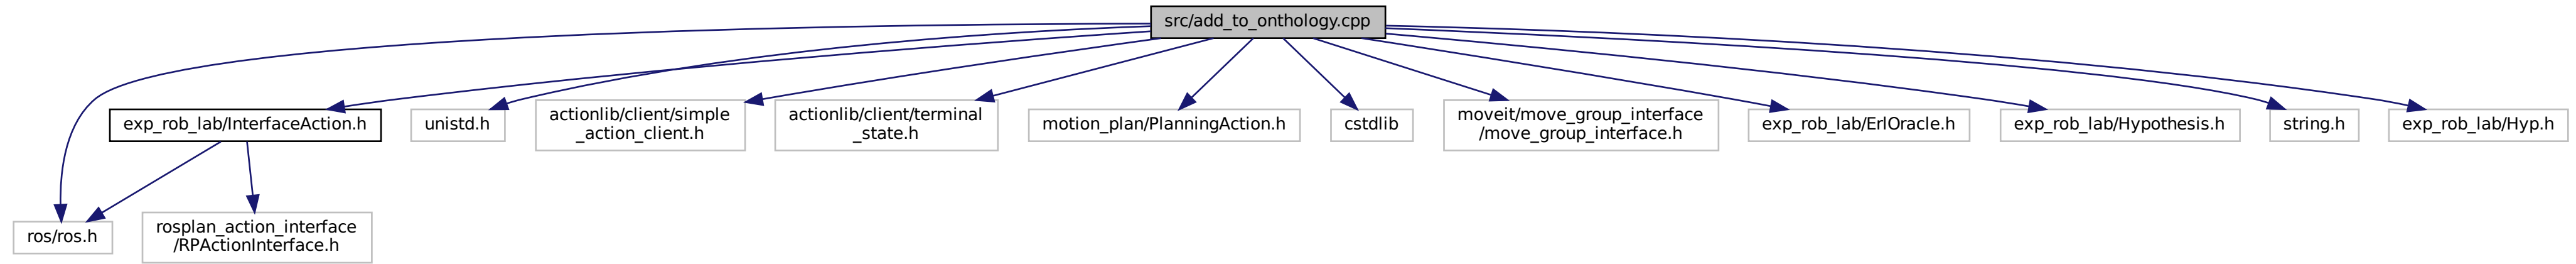 src/add_to_onthology.cpp
exp_rob_lab/InterfaceAction.h
unistd.h
actionlib/client/simple
_action_client.h
actionlib/client/terminal
_state.h
motion_plan/PlanningAction.h
cstdlib
moveit/move_group_interface
/move_group_interface.h
exp_rob_lab/ErlOracle.h
exp_rob_lab/Hypothesis.h
string.h
exp_rob_lab/Hyp.h
ros/ros.h
rosplan_action_interface
/RPActionInterface.h